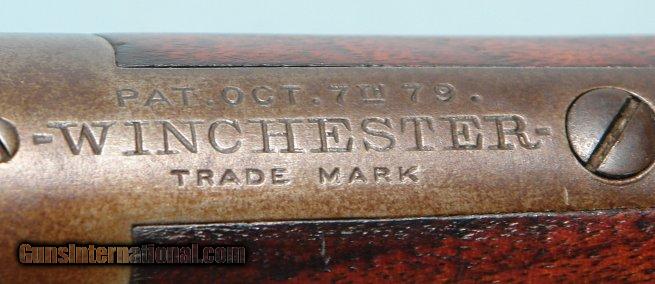 PAT. OCT. 7TH 79.
-WINCHESTER-
TRADE MARK
GunsInternational.com